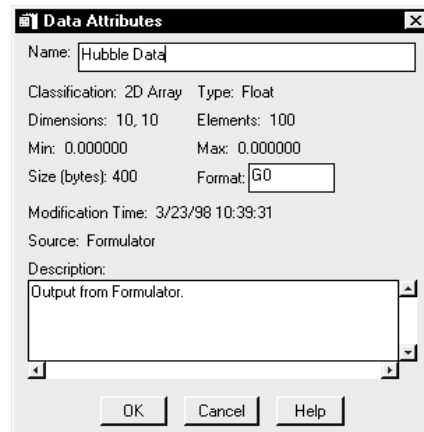 Data Attributes
Name: Hubble Data
Classification: 2D Array Type: Float
Dimensions: 10, 10 Elements: 100
Min: 0.000000 Max: 0.000000
Size (bytes): 400 Format: G0
Modification Time: 3/23/98 10:39:31
Source: Formulator
Description:
Output from Formulator.
OK Cancel Help